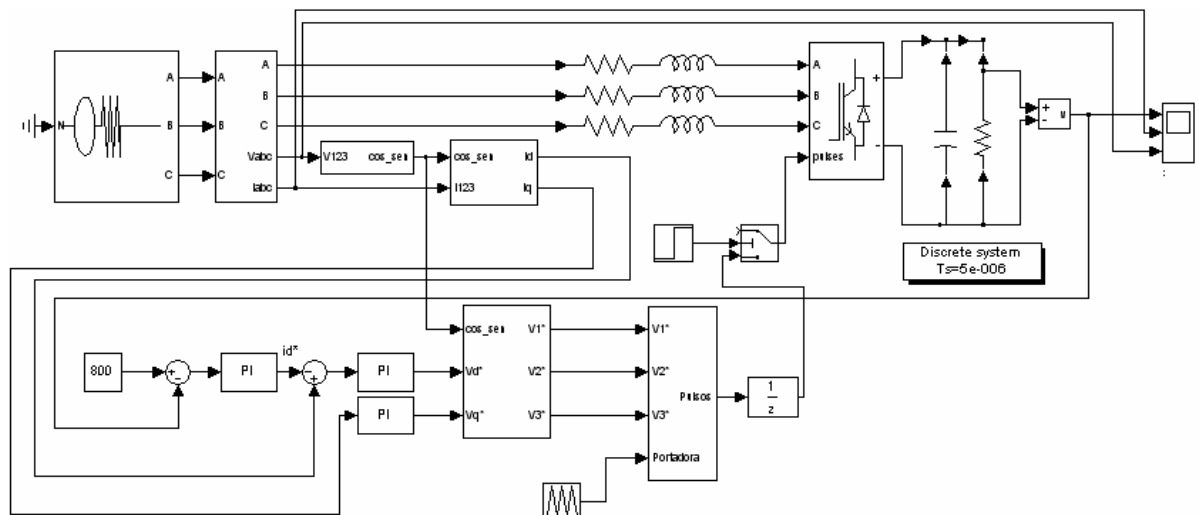 A
B
C
N
A
B
C
A
B
C
Vabc
Iabc
V123
cos_sen
cos_sen
I123
Id
Iq
A
B
C
pulses
+
-
+
-
v
Discrete system
Ts=5e-006
:
800
+
-
PI
id*
-
+
PI
PI
cos_sen
Vd*
Vq*
V1*
V2*
V3*
V1*
V2*
V3*
Portadora
Pulsos
1
z